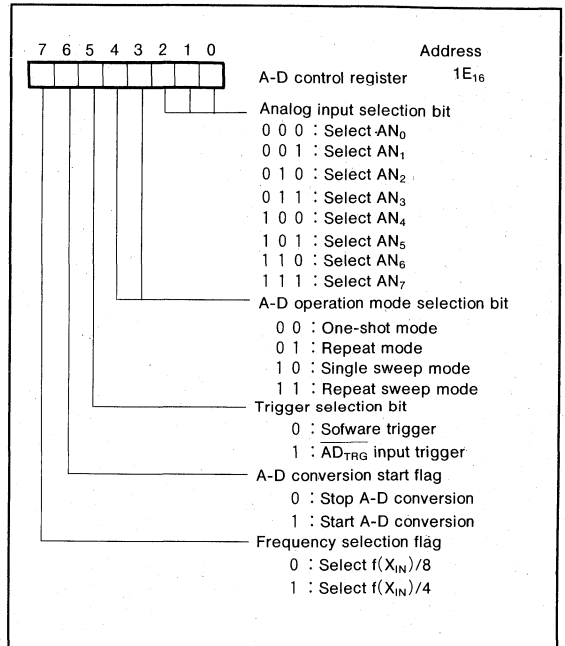 7 6 5 4 3 2 1 0 Address
A-D control register 1E₁₆
Analog input selection bit
0 0 0 : Select AN₀
0 0 1 : Select AN₁
0 1 0 : Select AN₂
0 1 1 : Select AN₃
1 0 0 : Select AN₄
1 0 1 : Select AN₅
1 1 0 : Select AN₆
1 1 1 : Select AN₇
A-D operation mode selection bit
0 0 : One-shot mode
0 1 : Repeat mode
1 0 : Single sweep mode
1 1 : Repeat sweep mode
Trigger selection bit
0 : Sofware trigger
1 : A̅D̅T̅R̅G̅ input trigger
A-D conversion start flag
0 : Stop A-D conversion
1 : Start A-D conversion
Frequency selection flag
0 : Select f(X_IN)/8
1 : Select f(X_IN)/4